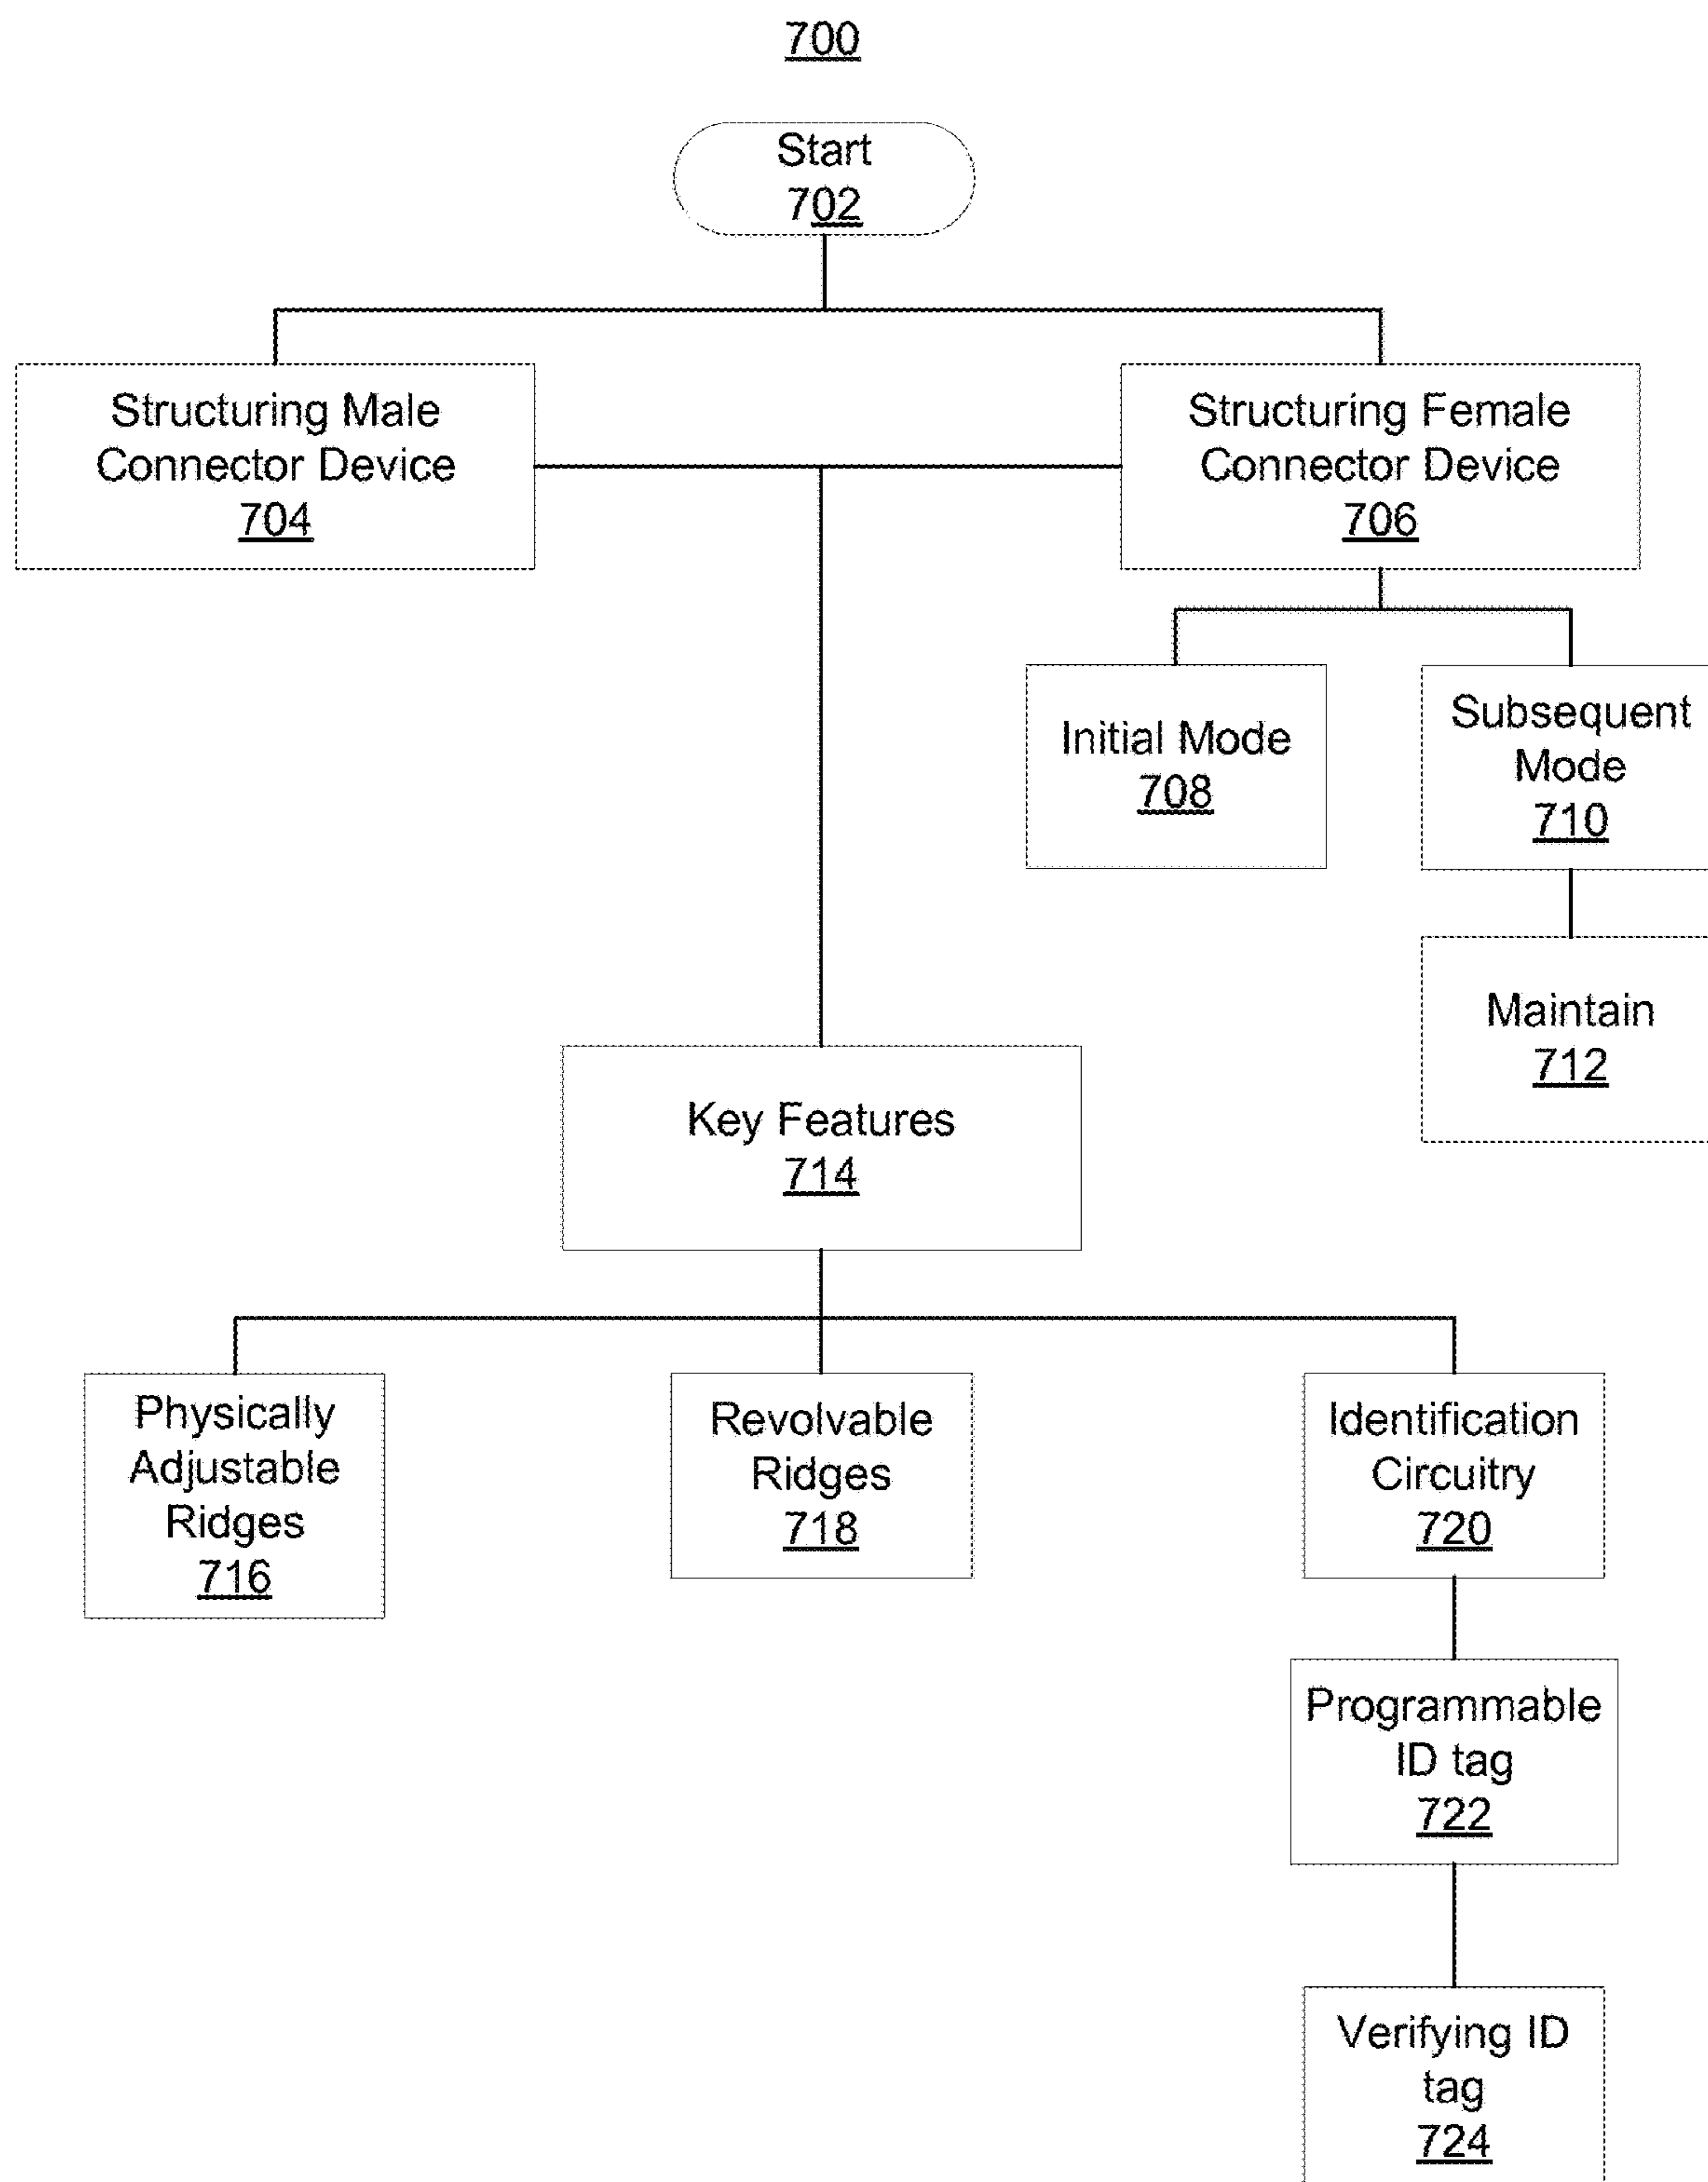 700
Start
702
Structuring Male
Connector Device
704
Structuring Female
Connector Device
706
Initial Mode
708
Subsequent
Mode
710
Maintain
712
Key Features
714
Physically
Adjustable
Ridges
716
Revolvable
Ridges
718
Identification
Circuitry
720
Programmable
ID tag
722
Verifying ID
tag
724